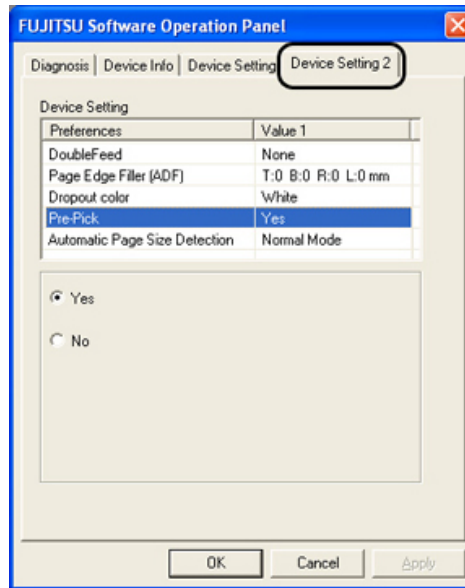 FUJITSU Software Operation Panel
Diagnosis Device Info Device Setting Device Setting 2
Device Setting
Preferences Value 1
DoubleFeed None
Page Edge Filler (ADF) T:0 B:0 R:0 L:0 mm
Dropout color White
Pre-Pick Yes
Automatic Page Size Detection Normal Mode
Yes
No
OK Cancel Apply